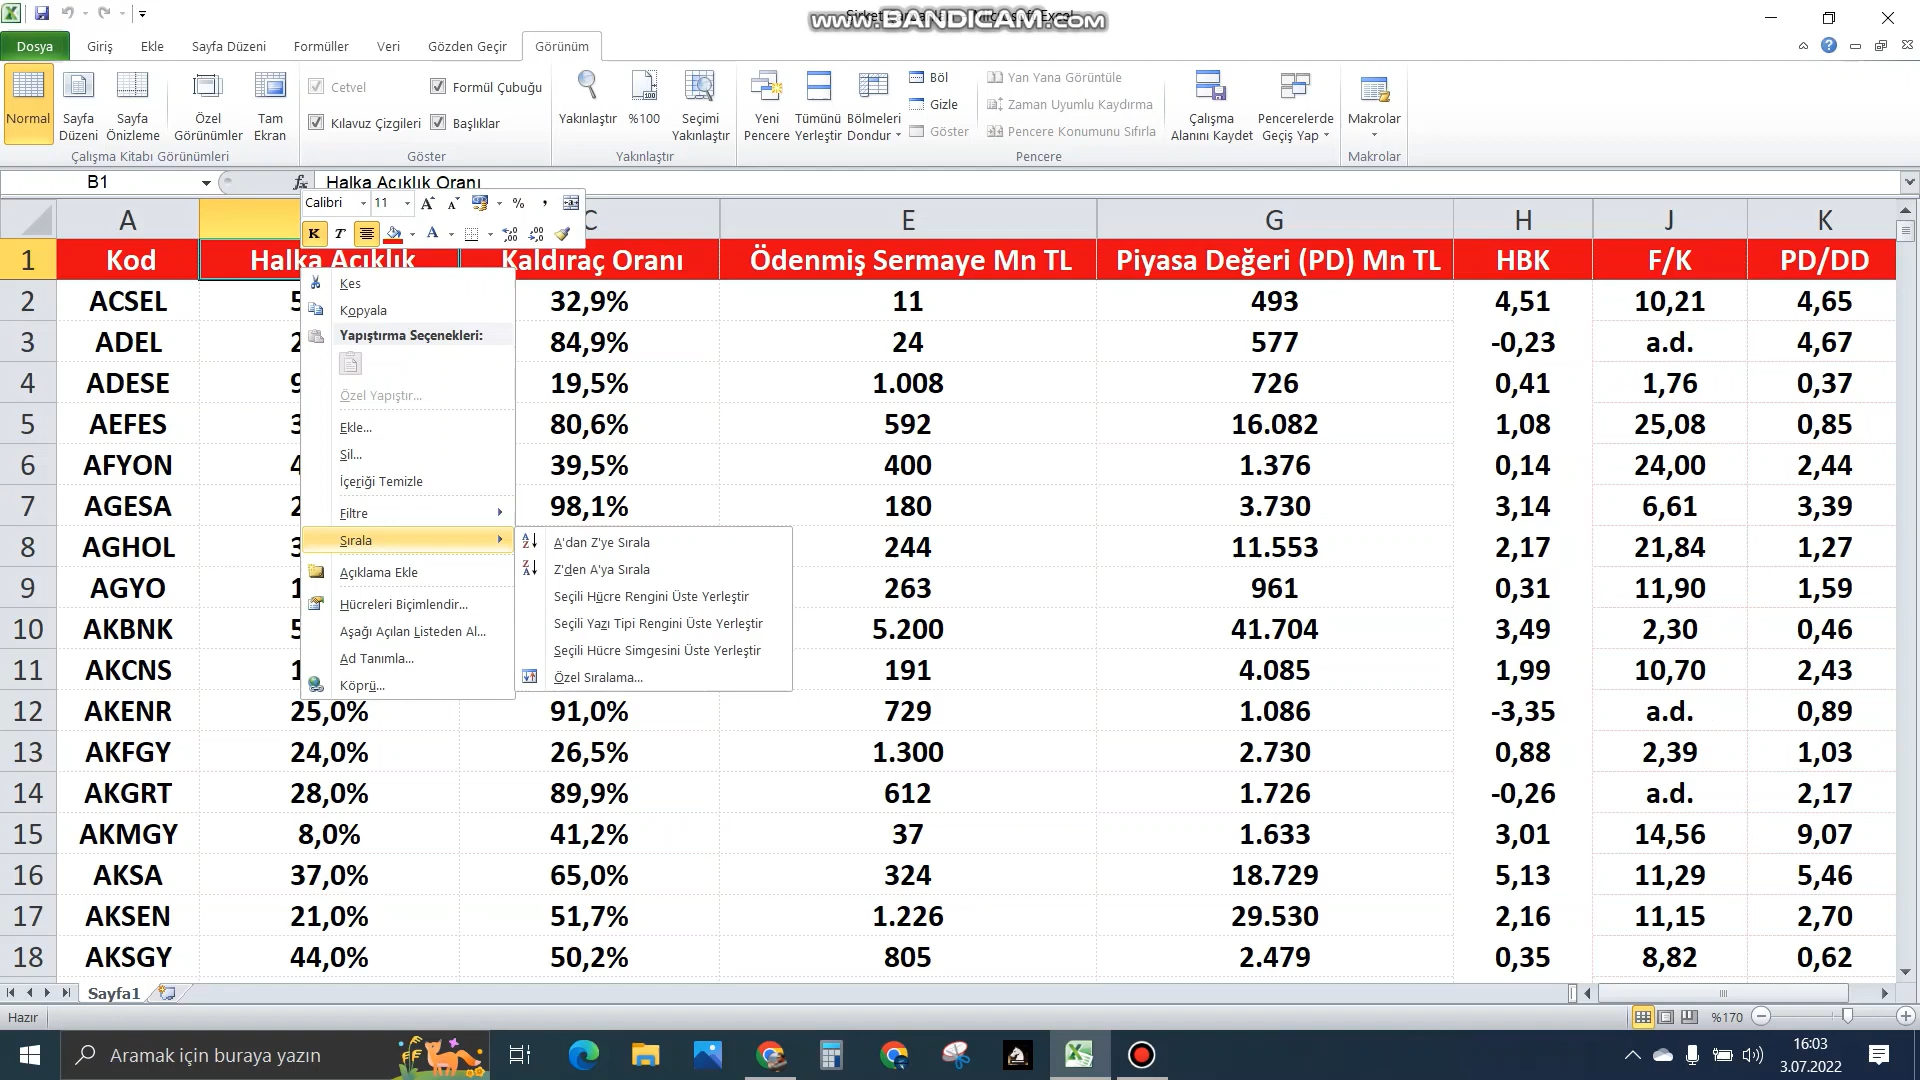 www.BANDICAM.com
Dosya Giriş Ekle Sayfa Düzeni Formüller Veri Gözden Geçir Görünüm
Normal
Sayfa Düzeni
Sayfa Önizleme
Özel Görünümler
Tam Ekran
Çalışma Kitabı Görünümleri
Cetvel
Formül Çubuğu
Kılavuz Çizgileri
Başlıklar
Göster
Yakınlaştır
%100
Seçimi Yakınlaştır
Yakınlaştır
Yeni Pencere
Tümünü Yerleştir
Bölmeleri Dondur
Böl
Gizle
Göster
Yan Yana Görüntüle
Zaman Uyumlu Kaydırma
Pencere Konumunu Sıfırla
Çalışma Alanını Kaydet
Pencerelerde Geçiş Yap
Pencere
Makrolar
Makrolar
B1 fx Halka Açıklık Oranı
Calibri 11 A A % ,
K T A
A C E G H J K
1 Kod Halka Açıklık Kaldıraç Oranı Ödenmiş Sermaye Mn TL Piyasa Değeri (PD) Mn TL HBK F/K PD/DD
2 ACSEL 5 32,9% 11 493 4,51 10,21 4,65
3 ADEL 2 84,9% 24 577 -0,23 a.d. 4,67
4 ADESE 9 19,5% 1.008 726 0,41 1,76 0,37
5 AEFES 3 80,6% 592 16.082 1,08 25,08 0,85
6 AFYON 4 39,5% 400 1.376 0,14 24,00 2,44
7 AGESA 2 98,1% 180 3.730 3,14 6,61 3,39
8 AGHOL 3 244 11.553 2,17 21,84 1,27
9 AGYO 1 263 961 0,31 11,90 1,59
10 AKBNK 5 5.200 41.704 3,49 2,30 0,46
11 AKCNS 1 191 4.085 1,99 10,70 2,43
12 AKENR 25,0% 91,0% 729 1.086 -3,35 a.d. 0,89
13 AKFGY 24,0% 26,5% 1.300 2.730 0,88 2,39 1,03
14 AKGRT 28,0% 89,9% 612 1.726 -0,26 a.d. 2,17
15 AKMGY 8,0% 41,2% 37 1.633 3,01 14,56 9,07
16 AKSA 37,0% 65,0% 324 18.729 5,13 11,29 5,46
17 AKSEN 21,0% 51,7% 1.226 29.530 2,16 11,15 2,70
18 AKSGY 44,0% 50,2% 805 2.479 0,35 8,82 0,62
Kes
Kopyala
Yapıştırma Seçenekleri:
Özel Yapıştır...
Ekle...
Sil...
İçeriği Temizle
Filtre
Sırala
Açıklama Ekle
Hücreleri Biçimlendir...
Aşağı Açılan Listeden Al...
Ad Tanımla...
Köprü...
A'dan Z'ye Sırala
Z'den A'ya Sırala
Seçili Hücre Rengini Üste Yerleştir
Seçili Yazı Tipi Rengini Üste Yerleştir
Seçili Hücre Simgesini Üste Yerleştir
Özel Sıralama...
Sayfa1
Hazır %170
Aramak için buraya yazın
16:03
3.07.2022